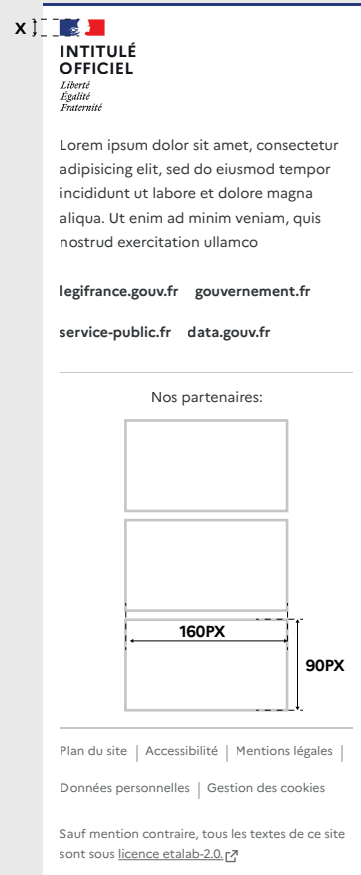 X
INTITULÉ
OFFICIEL
Liberté
Égalité
Fraternité
Lorem ipsum dolor sit amet, consectetur
adipisicing elit, sed do eiusmod tempor
incididunt ut labore et dolore magna
aliqua. Ut enim ad minim veniam, quis
nostrud exercitation ullamco
legifrance.gouv.fr gouvernement.fr
service-public.fr data.gouv.fr
Nos partenaires:
160PX
90PX
Plan du site | Accessibilité | Mentions légales |
Données personnelles | Gestion des cookies
Sauf mention contraire, tous les textes de ce site
sont sous licence etalab-2.0.